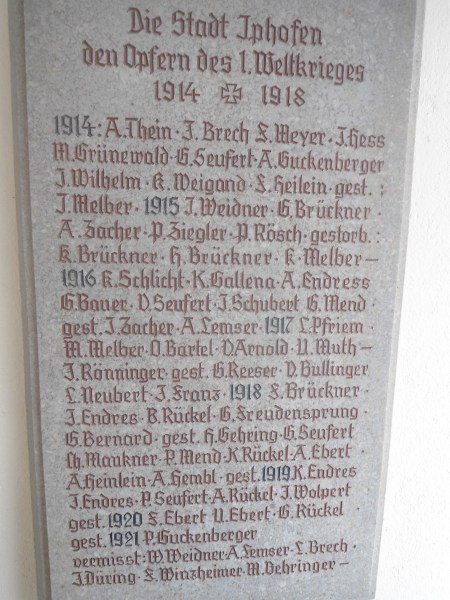 Die Stadt Iphofen
den Opfern des 1. Weltkrieges
1914 ✠ 1918
1914: A. Thein · J. Brech L. Meyer · J. Hess
M. Grünewald · G. Seufert · A. Guckenberger
J. Wilhelm · K. Weigand · L. Heilein · gest. :
J. Melber · 1915 J. Weidner · G. Brückner ·
A. Zacher · P. Ziegler · P. Rösch · gestorb. :
K. Brückner · H. Brückner · K. Melber –
1916 K. Schlicht · K. Gallena · A. Endress
G. Bauer · V. Seufert · J. Schubert G. Mend ·
gest. J. Zacher · A. Lemser · 1917 L. Pfriem ·
M. Melber · O. Bartel · V. Arnold · U. Muth –
J. Rönninger · gest. G. Reeser · V. Bullinger
L. Neubert · J. Franz · 1918 L. Brückner ·
J. Endres · B. Rückel · G. Freudensprung ·
G. Bernard · gest. H. Gehring · G. Seufert
Ch. Mankner · P. Mend · K. Rückel · A. Ebert ·
A. Heinlein · A. Hembl · gest. 1919 K. Endres
J. Endres · P. Seufert · A. Rückel · J. Wolpert
gest. 1920 L. Ebert U. Ebert · G. Rückel ·
gest. 1921 P. Guckenberger
vermisst: W. Weidner A. Lemser · L. Brech ·
J. Düring · L. Winzheimer · M. Dehringer –